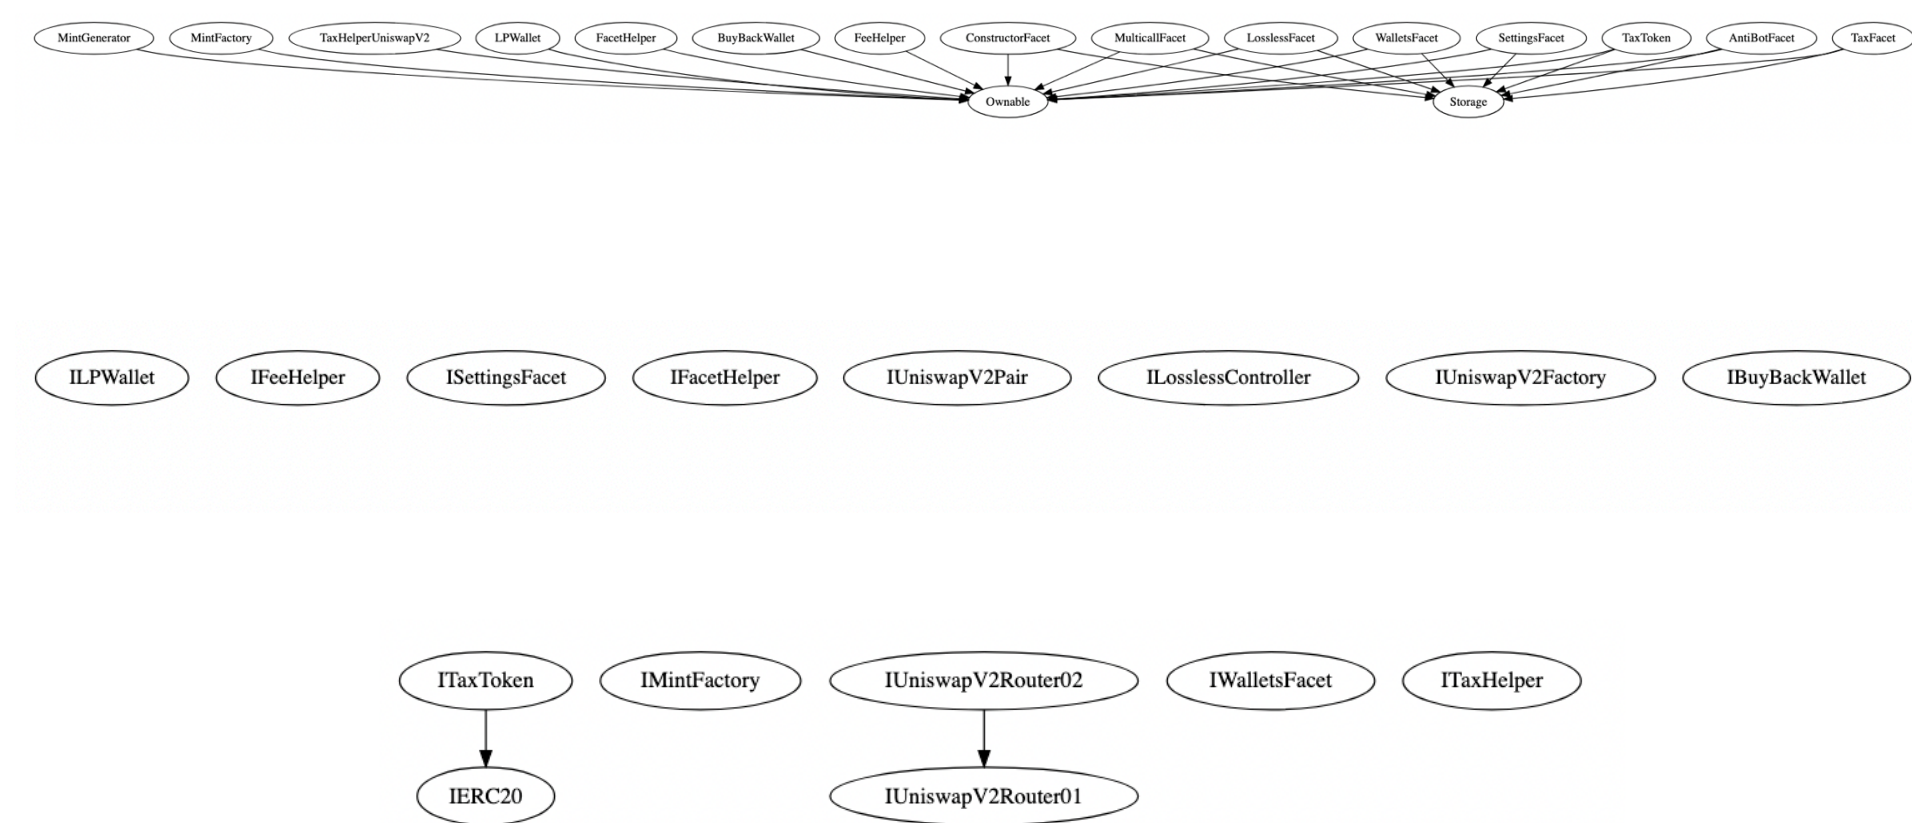 MintGenerator MintFactory TaxHelperUniswapV2 LPWallet FacetHelper BuyBackWallet FeeHelper ConstructorFacet MulticallFacet LosslessFacet WalletsFacet SettingsFacet TaxToken AntiBotFacet TaxFacet
Ownable Storage
ILPWallet IFeeHelper ISettingsFacet IFacetHelper IUniswapV2Pair ILosslessController IUniswapV2Factory IBuyBackWallet
ITaxToken IMintFactory IUniswapV2Router02 IWalletsFacet ITaxHelper
IERC20 IUniswapV2Router01